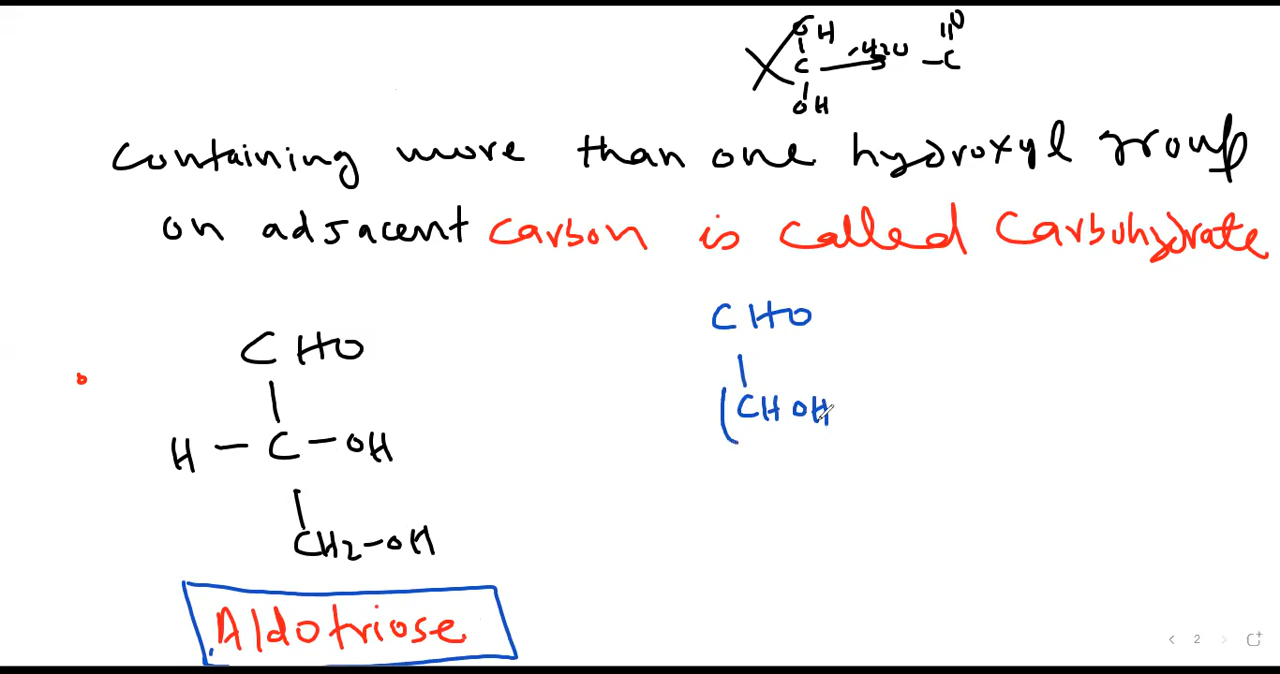 OH O
C -H2O -C
OH
containing more than one hydroxyl group
on adjacent carbon is called Carbohydrate
CHO
H - C - OH
CH2-OH
Aldotriose
CHO
(CHOH
2